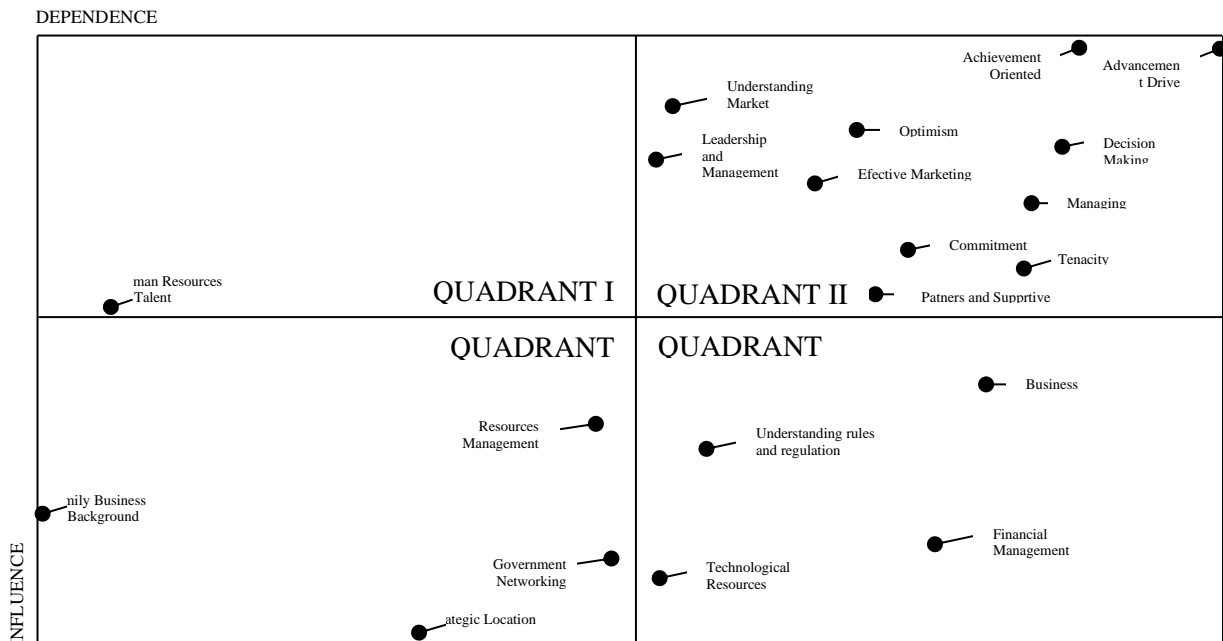 DEPENDENCE
Achievement
Oriented
Advancemen
t Drive
Understanding
Market
Optimism
Leadership
and
Management
Decision
Making
Efective Marketing
Managing
Commitment
Tenacity
man Resources
Talent
QUADRANT I
QUADRANT II
Patners and Supprtive
QUADRANT
QUADRANT
Business
Resources
Management
Understanding rules
and regulation
nily Business
Background
Financial
Management
Government
Networking
Technological
Resources
ategic Location
NFLUENCE